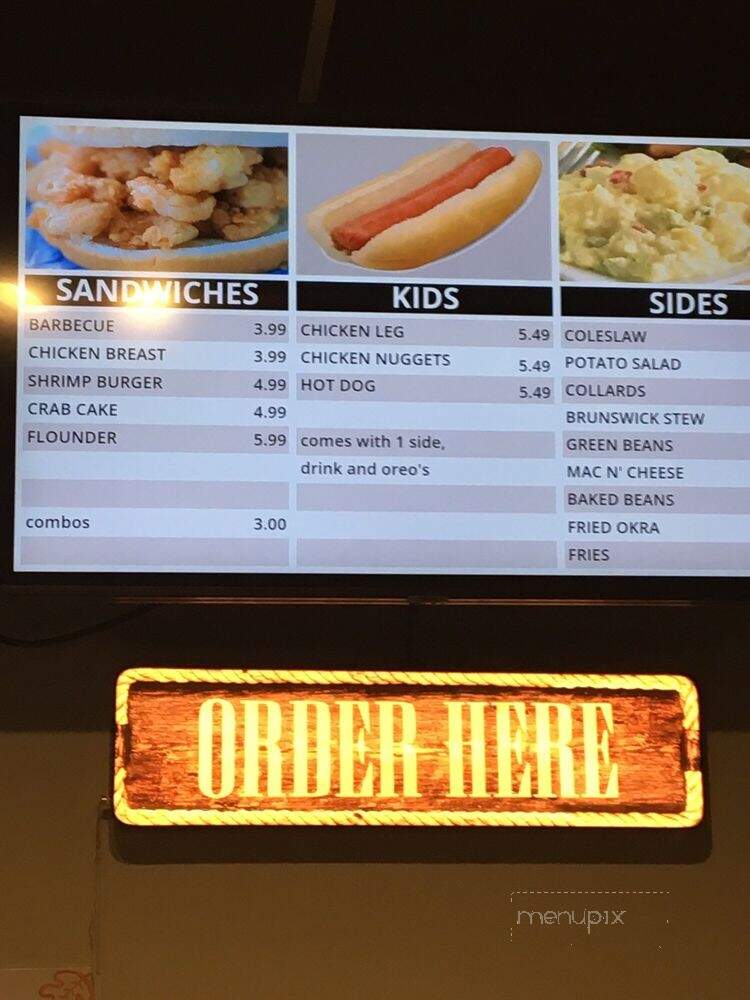 SANDWICHES
BARBECUE 3.99
CHICKEN BREAST 3.99
SHRIMP BURGER 4.99
CRAB CAKE 4.99
FLOUNDER 5.99
combos 3.00
KIDS
CHICKEN LEG 5.49
CHICKEN NUGGETS 5.49
HOT DOG 5.49
comes with 1 side,
drink and oreo's
SIDES
COLESLAW
POTATO SALAD
COLLARDS
BRUNSWICK STEW
GREEN BEANS
MAC N' CHEESE
BAKED BEANS
FRIED OKRA
FRIES
ORDER HERE
menupix